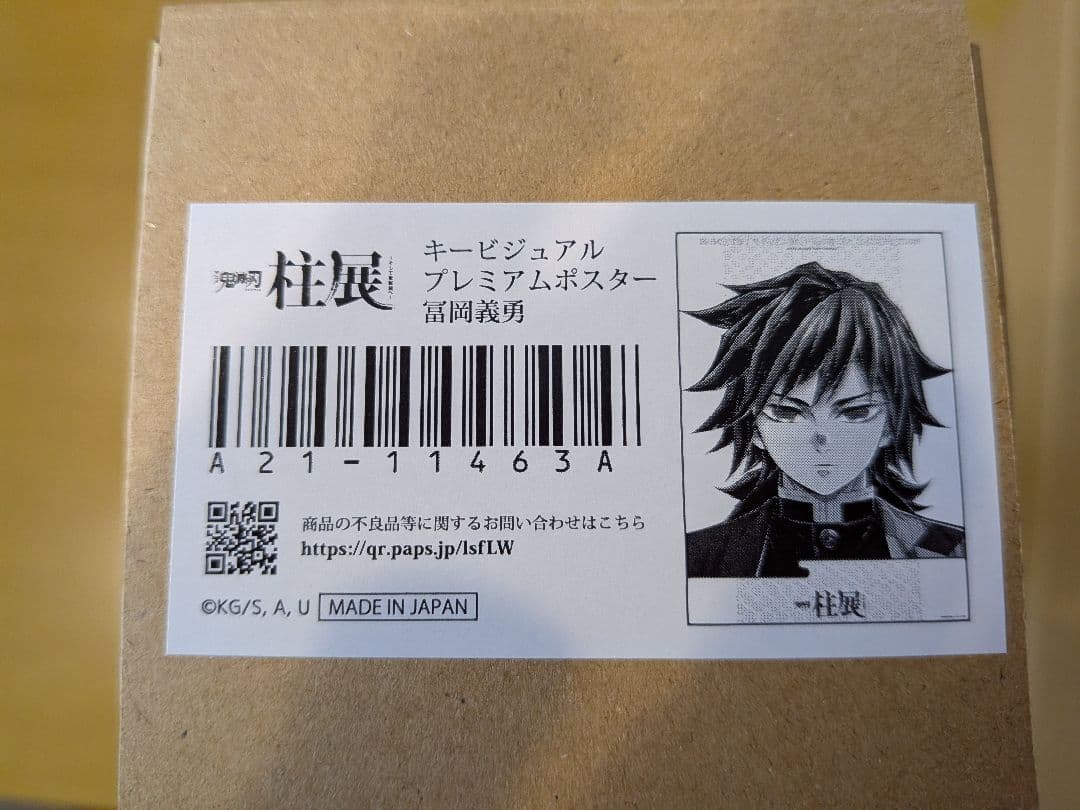 鬼滅の刃
柱展
キービジュアル
プレミアムポスター
冨岡義勇
A21-11463A
商品の不良品等に関するお問い合わせはこちら
https://qr.paps.jp/lsfLW
©KG/S, A, U MADE IN JAPAN
柱展